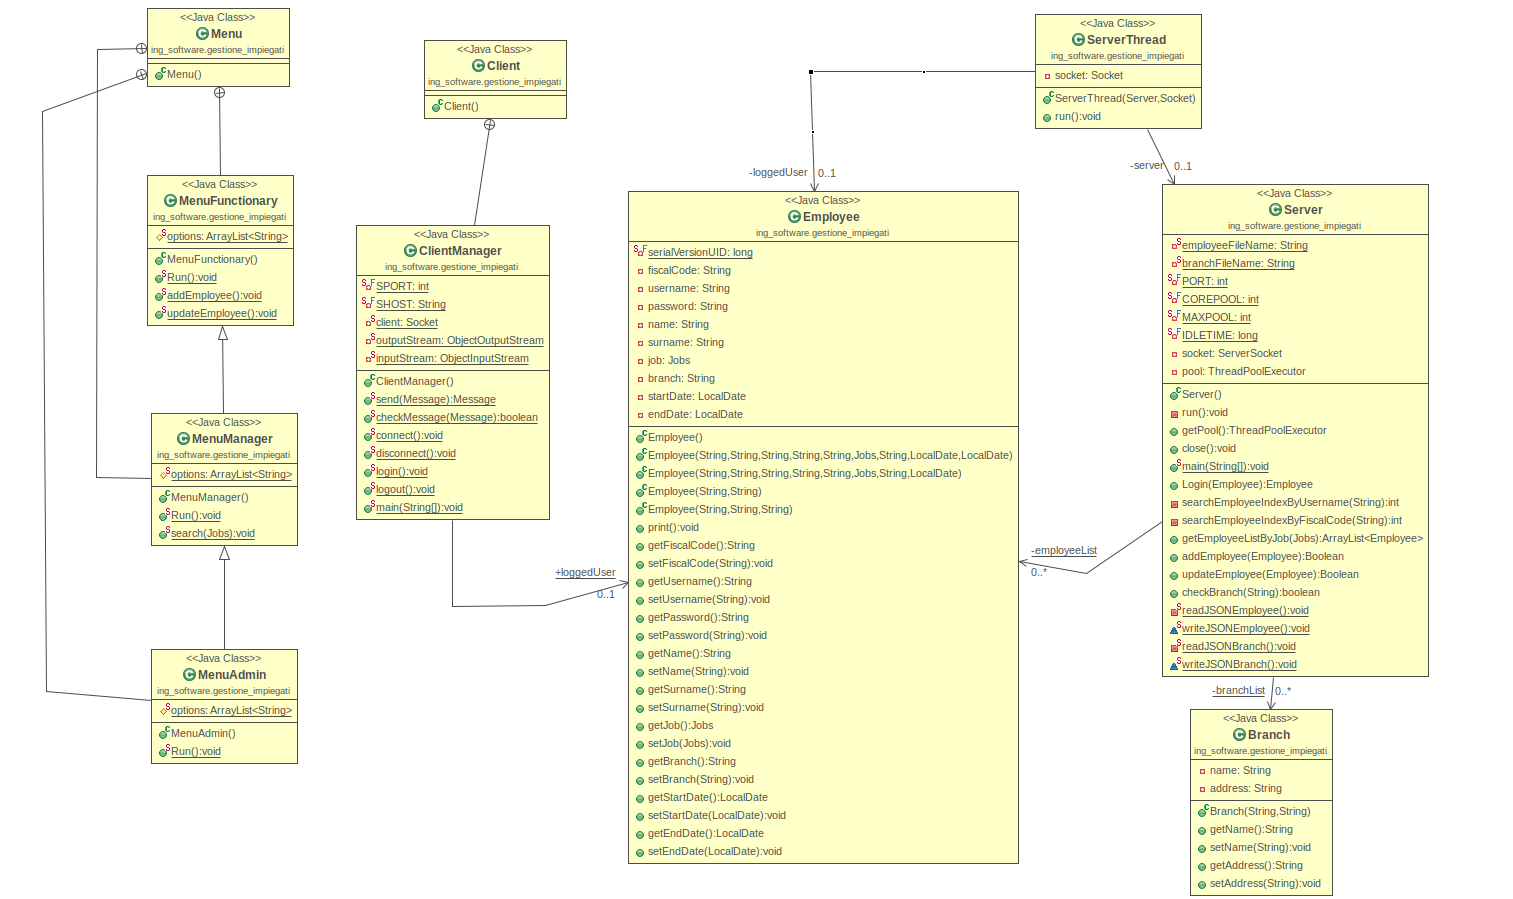 <<Java Class>>
Menu
ing_software.gestione_impiegati
Menu()
<<Java Class>>
MenuFunctionary
ing_software.gestione_impiegati
options: ArrayList<String>
MenuFunctionary()
Run():void
addEmployee():void
updateEmployee():void
<<Java Class>>
MenuManager
ing_software.gestione_impiegati
options: ArrayList<String>
MenuManager()
Run():void
search(Jobs):void
<<Java Class>>
MenuAdmin
ing_software.gestione_impiegati
options: ArrayList<String>
MenuAdmin()
Run():void
<<Java Class>>
Client
ing_software.gestione_impiegati
Client()
<<Java Class>>
ClientManager
ing_software.gestione_impiegati
SPORT: int
SHOST: String
client: Socket
outputStream: ObjectOutputStream
inputStream: ObjectInputStream
ClientManager()
send(Message):Message
checkMessage(Message):boolean
connect():void
disconnect():void
login():void
logout():void
main(String[]):void
+loggedUser
0..1
-loggedUser
0..1
<<Java Class>>
Employee
ing_software.gestione_impiegati
serialVersionUID: long
fiscalCode: String
username: String
password: String
name: String
surname: String
job: Jobs
branch: String
startDate: LocalDate
endDate: LocalDate
Employee()
Employee(String,String,String,String,String,Jobs,String,LocalDate,LocalDate)
Employee(String,String,String,String,String,Jobs,String,LocalDate)
Employee(String,String)
Employee(String,String,String)
print():void
getFiscalCode():String
setFiscalCode(String):void
getUsername():String
setUsername(String):void
getPassword():String
setPassword(String):void
getName():String
setName(String):void
getSurname():String
setSurname(String):void
getJob():Jobs
setJob(Jobs):void
getBranch():String
setBranch(String):void
getStartDate():LocalDate
setStartDate(LocalDate):void
getEndDate():LocalDate
setEndDate(LocalDate):void
<<Java Class>>
ServerThread
ing_software.gestione_impiegati
socket: Socket
ServerThread(Server,Socket)
run():void
-server
0..1
<<Java Class>>
Server
ing_software.gestione_impiegati
employeeFileName: String
branchFileName: String
PORT: int
COREPOOL: int
MAXPOOL: int
IDLETIME: long
socket: ServerSocket
pool: ThreadPoolExecutor
Server()
run():void
getPool():ThreadPoolExecutor
close():void
main(String[]):void
Login(Employee):Employee
searchEmployeeIndexByUsername(String):int
searchEmployeeIndexByFiscalCode(String):int
getEmployeeListByJob(Jobs):ArrayList<Employee>
addEmployee(Employee):Boolean
updateEmployee(Employee):Boolean
checkBranch(String):boolean
readJSONEmployee():void
writeJSONEmployee():void
readJSONBranch():void
writeJSONBranch():void
-employeeList
0..*
-branchList
0..*
<<Java Class>>
Branch
ing_software.gestione_impiegati
name: String
address: String
Branch(String,String)
getName():String
setName(String):void
getAddress():String
setAddress(String):void